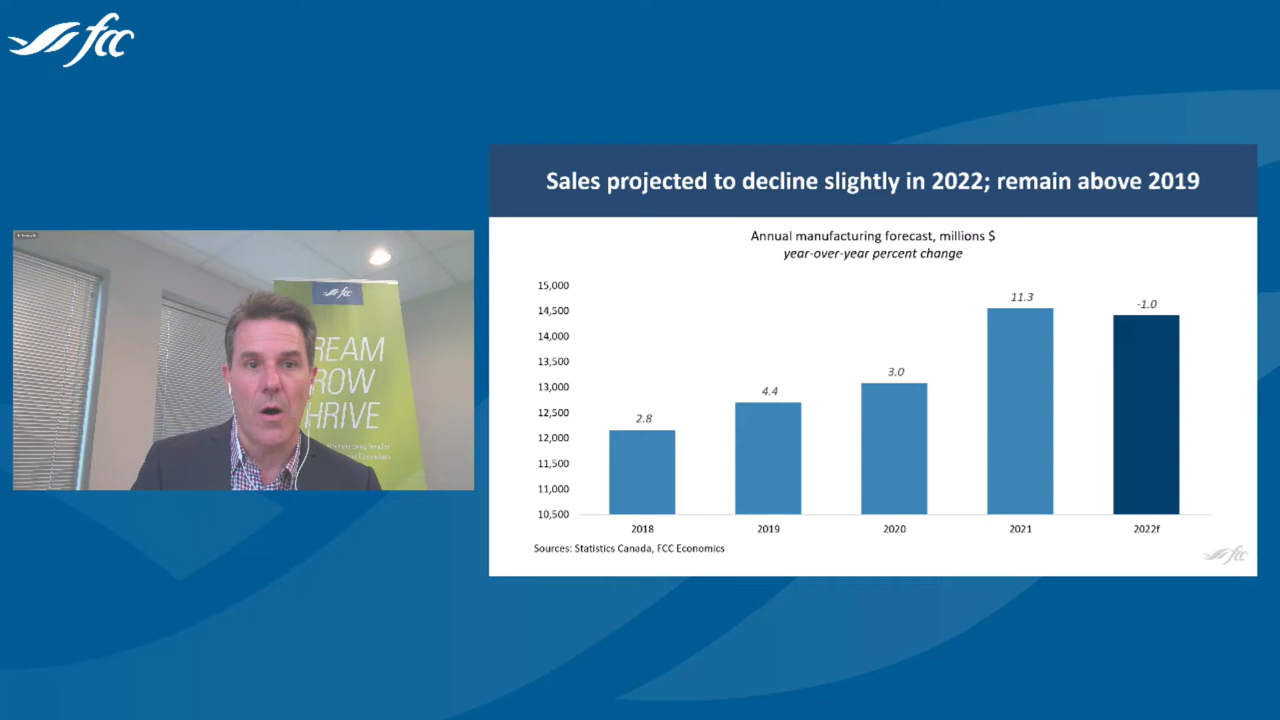 fcc
Sales projected to decline slightly in 2022; remain above 2019
Annual manufacturing forecast, millions $
year-over-year percent change
15,000
14,500
14,000
13,500
13,000
12,500
12,000
11,500
11,000
10,500
2.8
4.4
3.0
11.3
-1.0
2018
2019
2020
2021
2022f
Sources: Statistics Canada, FCC Economics
fcc
fcc
REAM
ROW
HRIVE